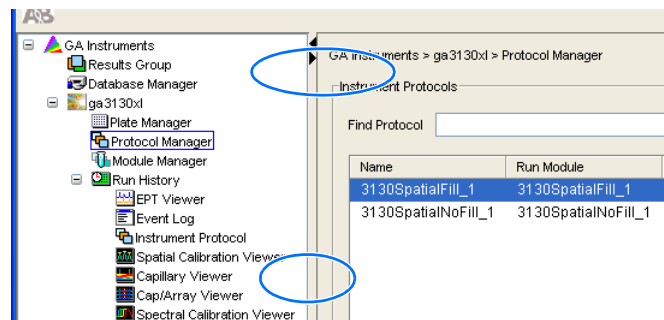 AB
GA Instruments
Results Group
Database Manager
ga3130xl
Plate Manager
Protocol Manager
Module Manager
Run History
EPT Viewer
Event Log
Instrument Protocol
Spatial Calibration Viewer
Capillary Viewer
Cap/Array Viewer
Spectral Calibration Viewer
GA Instruments > ga3130xl > Protocol Manager
Instrument Protocols
Find Protocol
Name Run Module
3130SpatialFill_1 3130SpatialFill_1
3130SpatialNoFill_1 3130SpatialNoFill_1